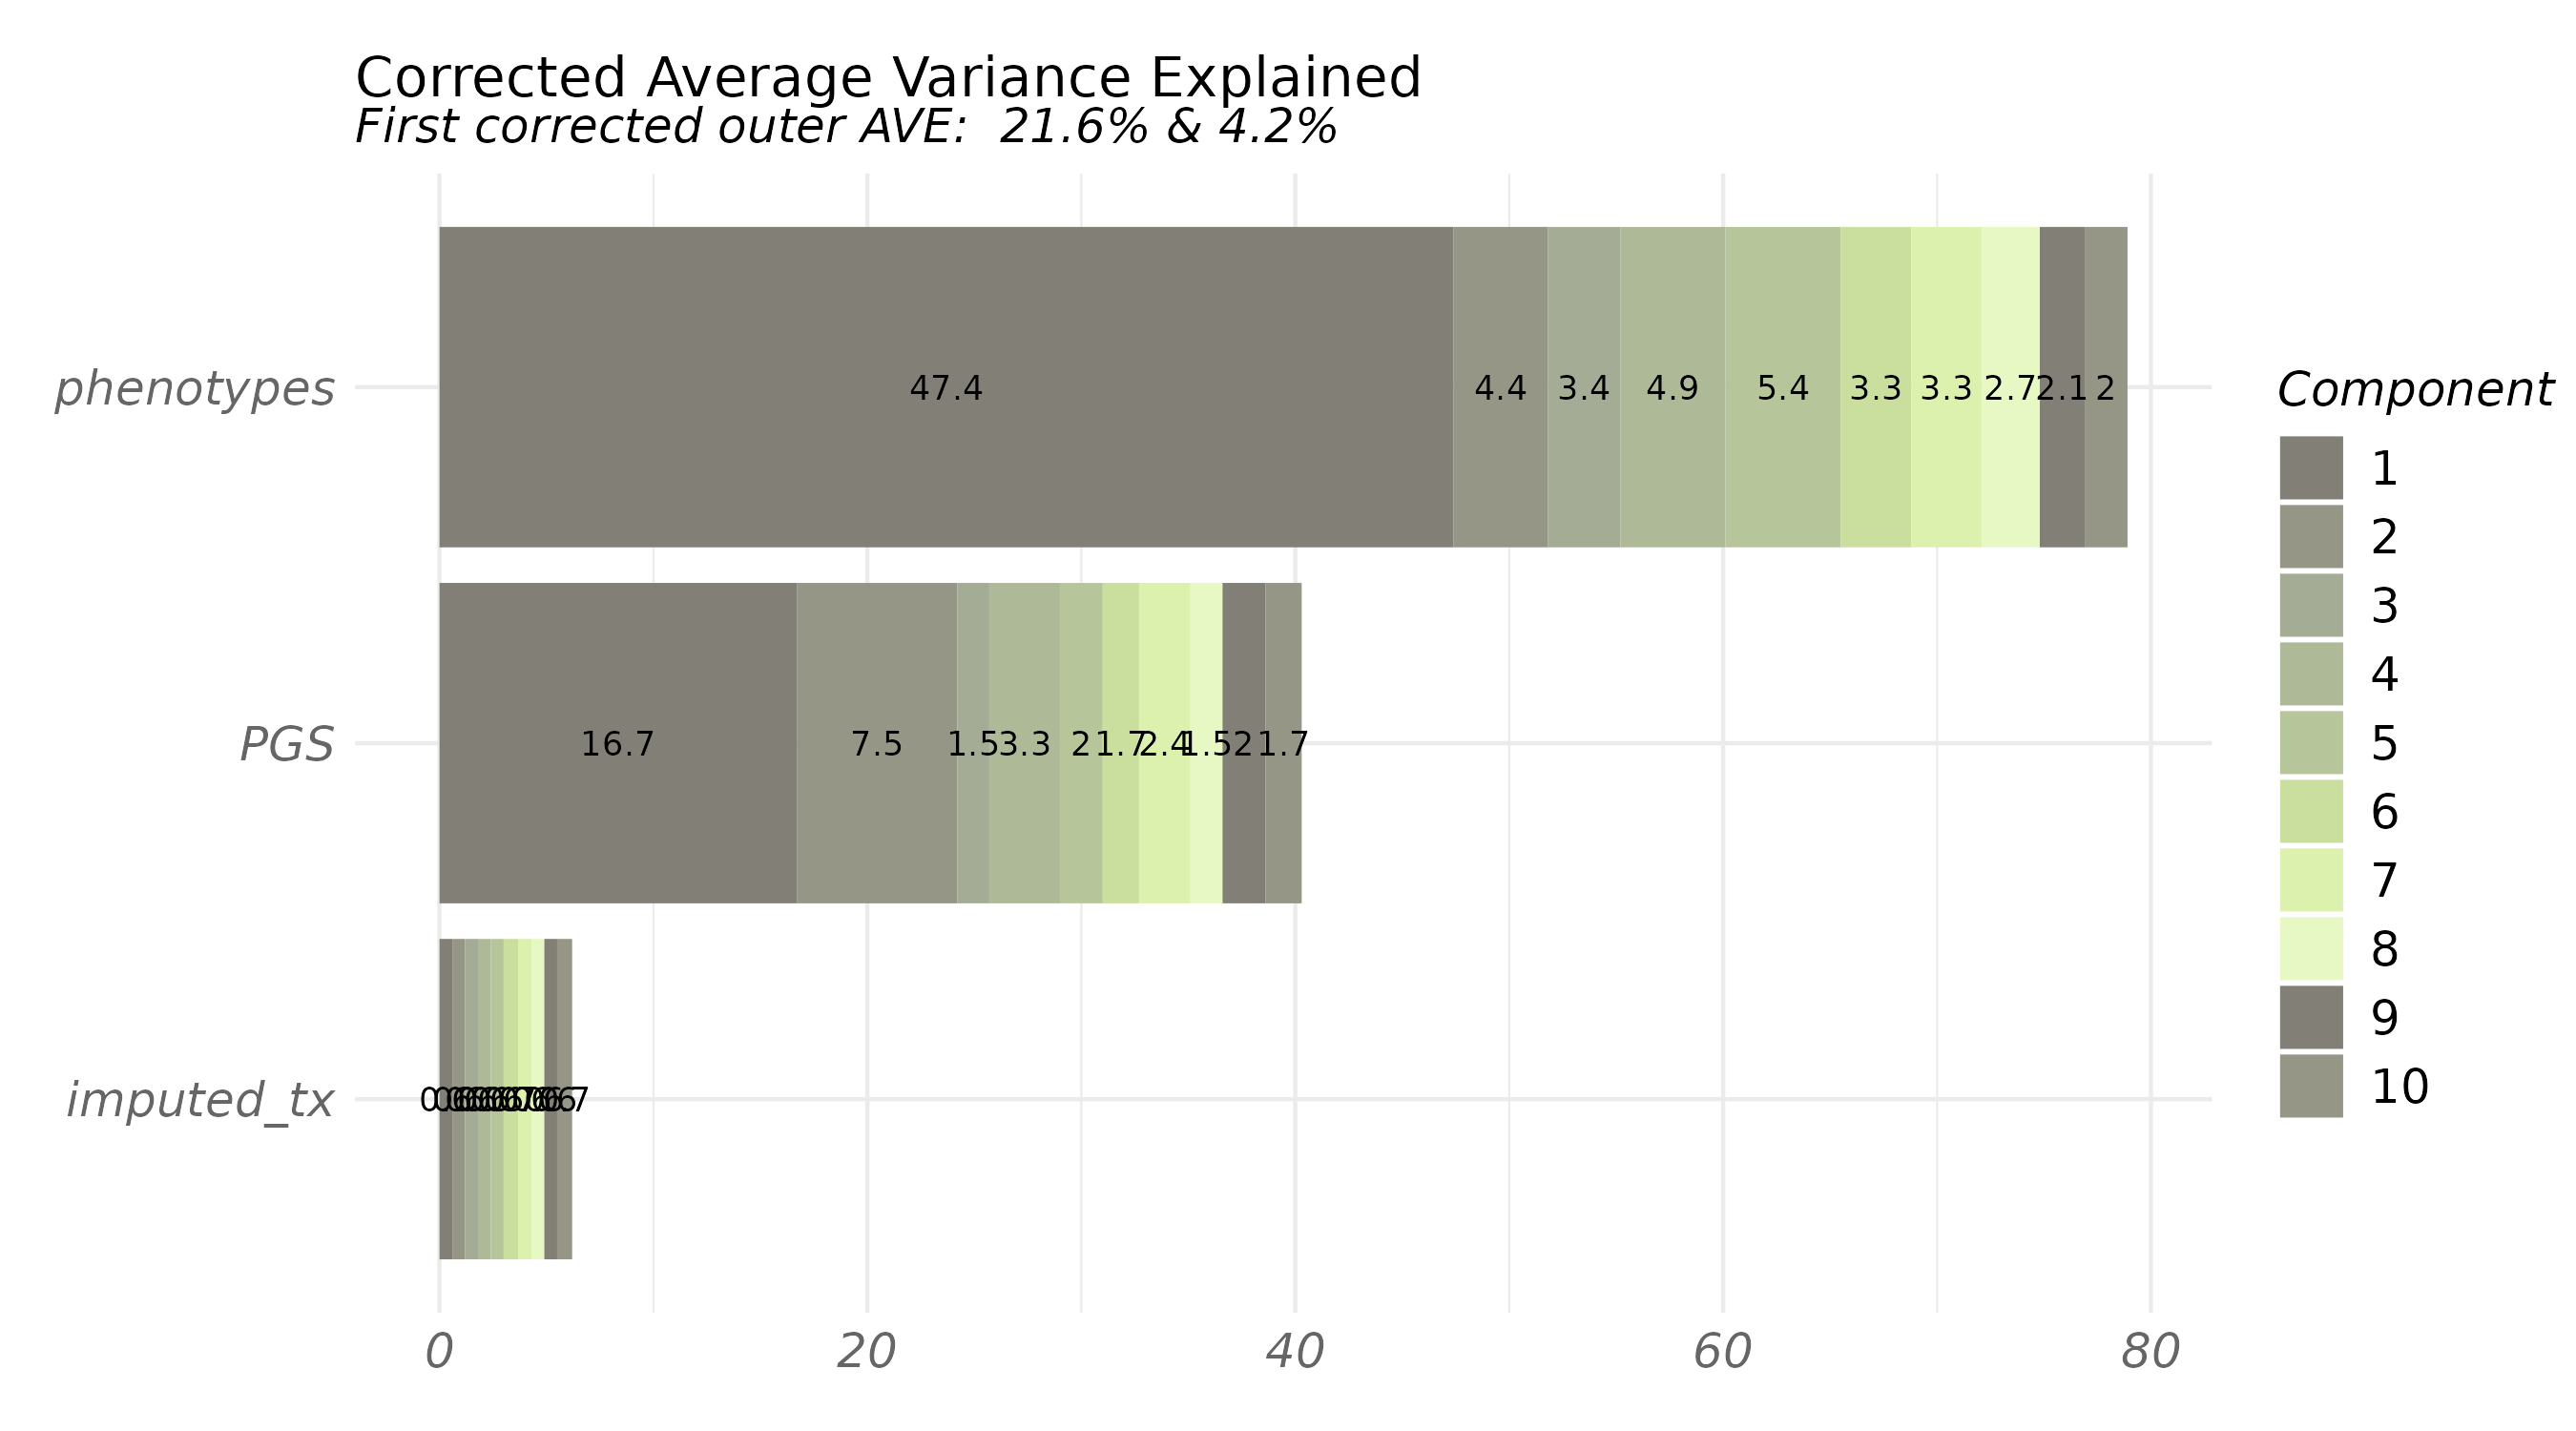 Corrected Average Variance Explained
First corrected outer AVE: 21.6% & 4.2%
phenotypes
47.4 4.4 3.4 4.9 5.4 3.3 3.3 2.7 2.1 2
PGS
16.7 7.5 1.5 3.3 2 1.7 2.4 1.5 2 1.7
imputed_tx
0 20 40 60 80
Component
1
2
3
4
5
6
7
8
9
10